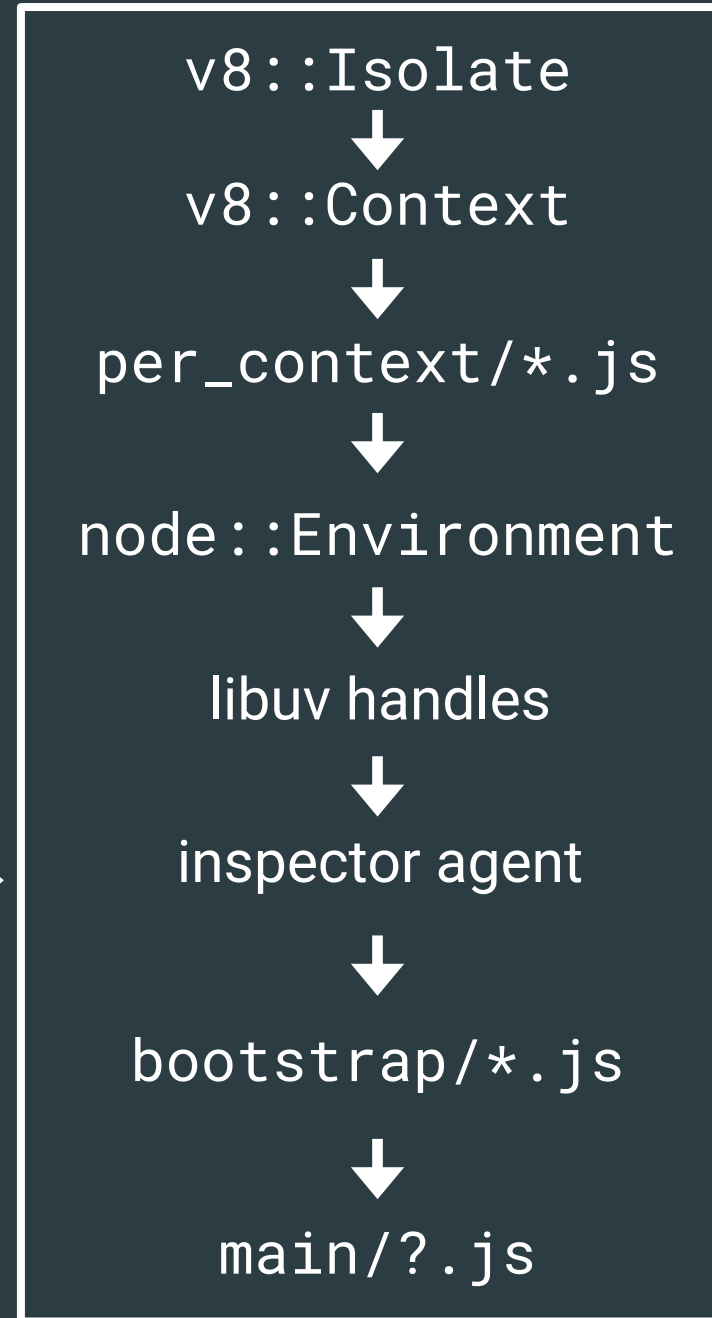 v8::Isolate
v8::Context
per_context/*.js
node::Environment
libuv handles
inspector agent
bootstrap/*.js
main/?.js